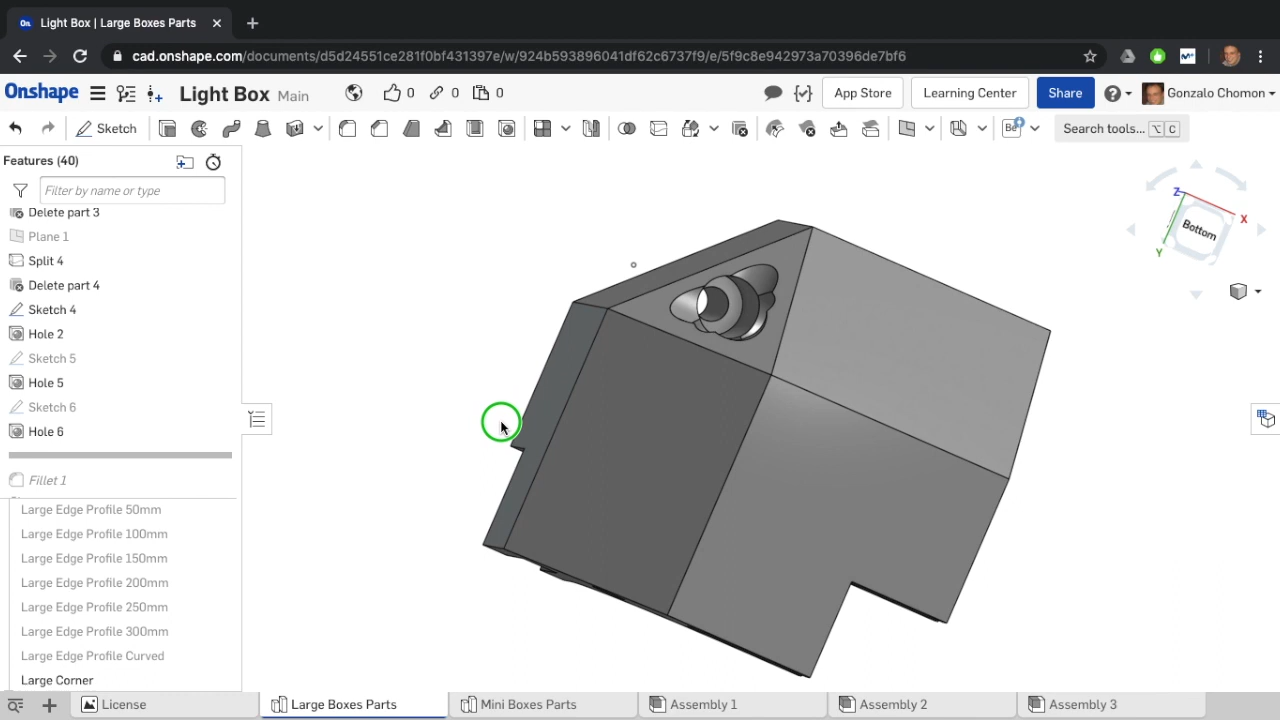 On Light Box | Large Boxes Parts
cad.onshape.com/documents/d5d24551ce281f0bf431397e/w/924b593896041df62c6737f9/e/5f9c8e942973a70396de7bf6
Onshape Light Box Main 0 0 0 App Store Learning Center Share Gonzalo Chomon
Sketch Be Search tools... ⌥ C
Features (40)
Filter by name or type
Delete part 3
Plane 1
Split 4
Delete part 4
Sketch 4
Hole 2
Sketch 5
Hole 5
Sketch 6
Hole 6
Fillet 1
Large Edge Profile 50mm
Large Edge Profile 100mm
Large Edge Profile 150mm
Large Edge Profile 200mm
Large Edge Profile 250mm
Large Edge Profile 300mm
Large Edge Profile Curved
Large Corner
Z X
Bottom
Y
License Large Boxes Parts Mini Boxes Parts Assembly 1 Assembly 2 Assembly 3